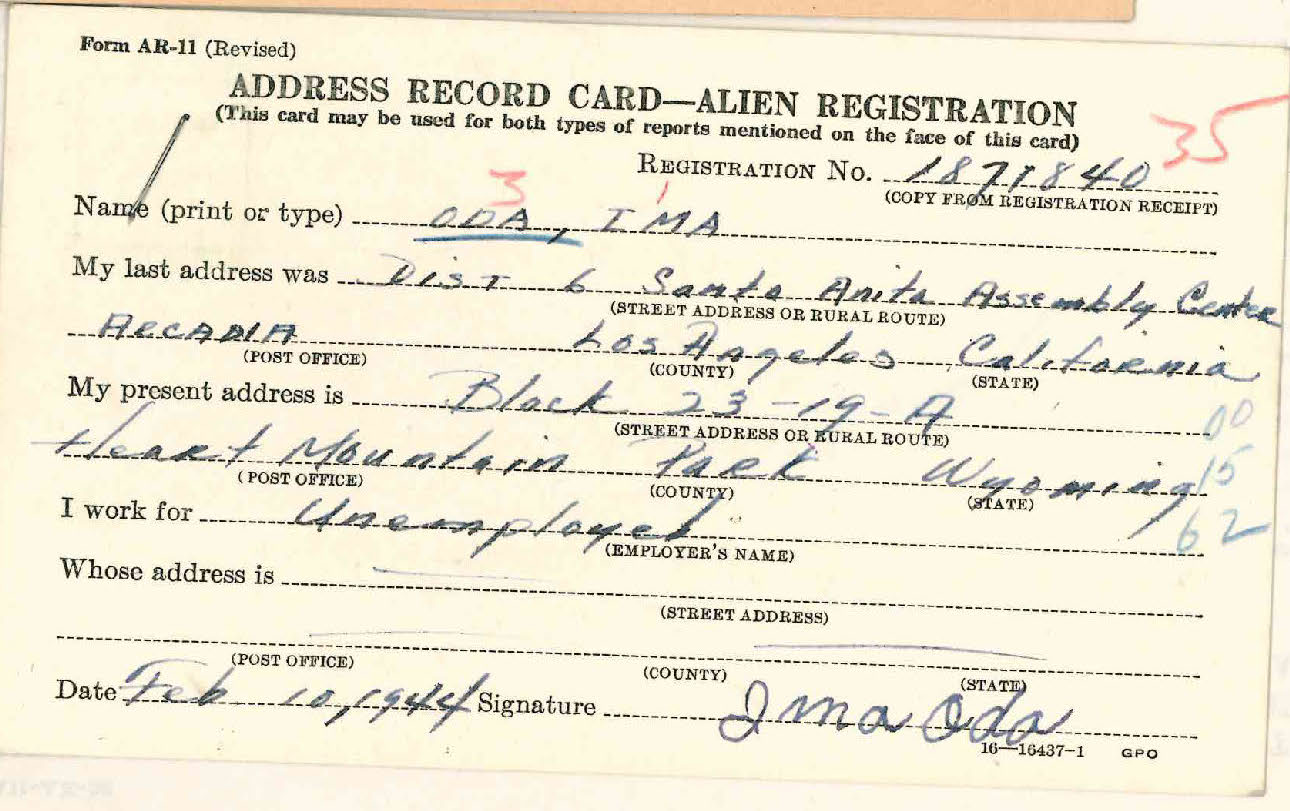 Form AR-11 (Revised)
ADDRESS RECORD CARD—ALIEN REGISTRATION
(This card may be used for both types of reports mentioned on the face of this card)
35
REGISTRATION No. 1871840
(COPY FROM REGISTRATION RECEIPT)
3 1
Name (print or type) ODA, IMA
My last address was Dist 6 Santa Anita Assembly Center
(STREET ADDRESS OR RURAL ROUTE)
ARCADIA Los Angeles California
(POST OFFICE) (COUNTY) (STATE)
My present address is Block 23-19-A 00
(STREET ADDRESS OR RURAL ROUTE)
Heart Mountain Park Wyoming 15
(POST OFFICE) (COUNTY) (STATE)
I work for Unemployed 62
(EMPLOYER'S NAME)
Whose address is
(STREET ADDRESS)
(POST OFFICE) (COUNTY) (STATE)
Date Feb 10, 1944 Signature Ima Oda
16—16437-1 GPO